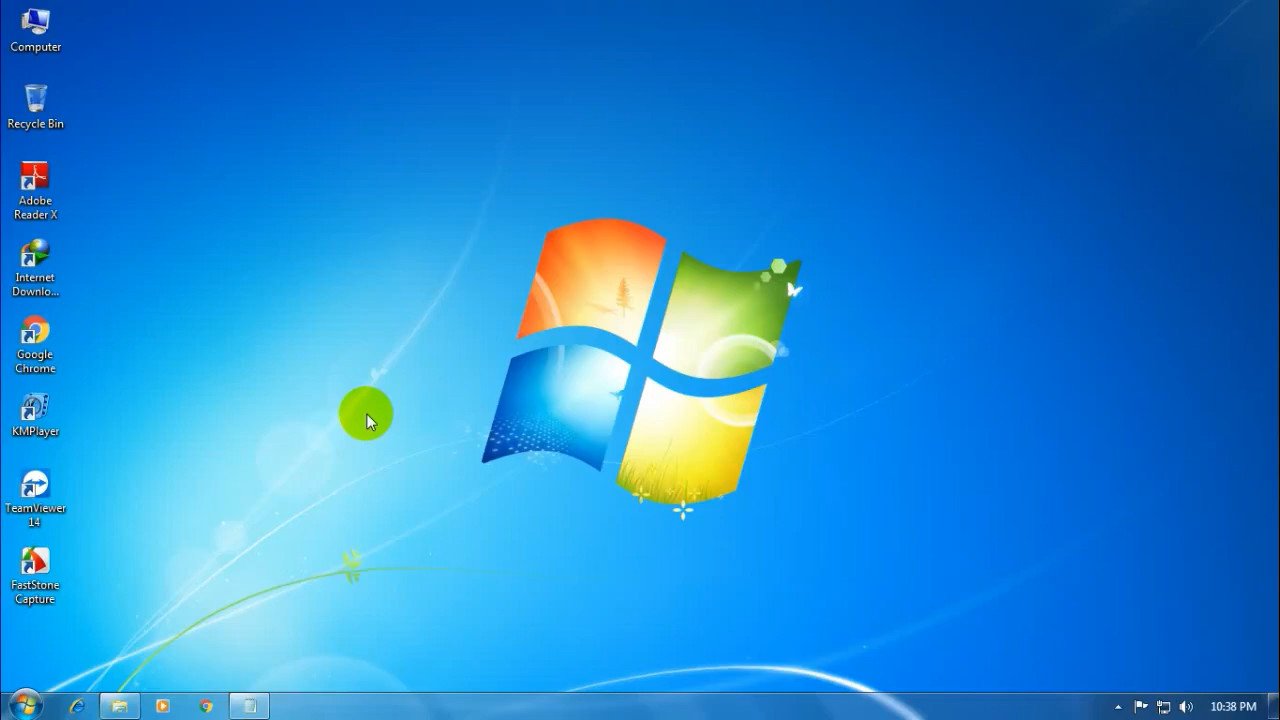 Computer
Recycle Bin
Adobe
Reader X
Internet
Downlo...
Google
Chrome
KMPlayer
TeamViewer
14
FastStone
Capture
10:38 PM